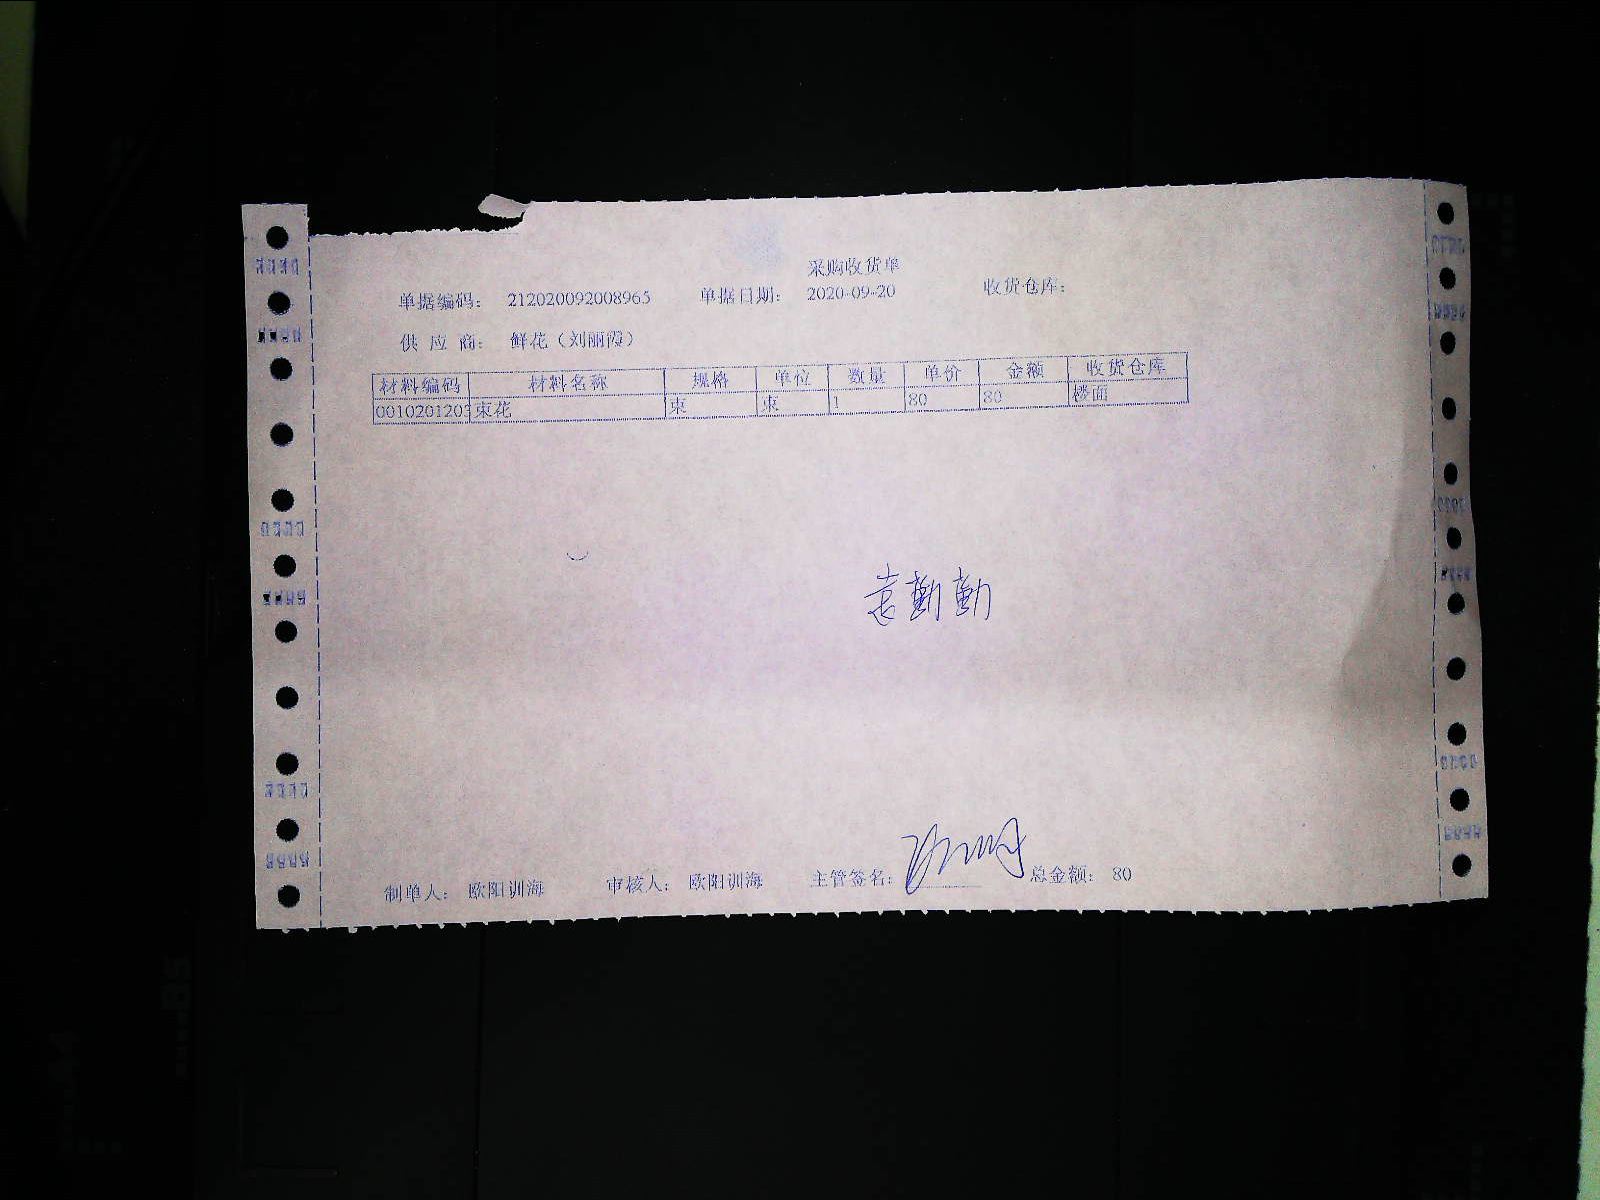 采购收货单
单据编码： 212020092008965 单据日期： 2020-09-20 收货仓库：
供 应 商： 鲜花（刘丽霞）
材料编码 材料名称 规格 单位 数量 单价 金额 收货仓库
0010201203 束花 束 束 1 80 80 楼面
袁勤勤
制单人： 欧阳训海 审核人： 欧阳训海 主管签名： 总金额： 80